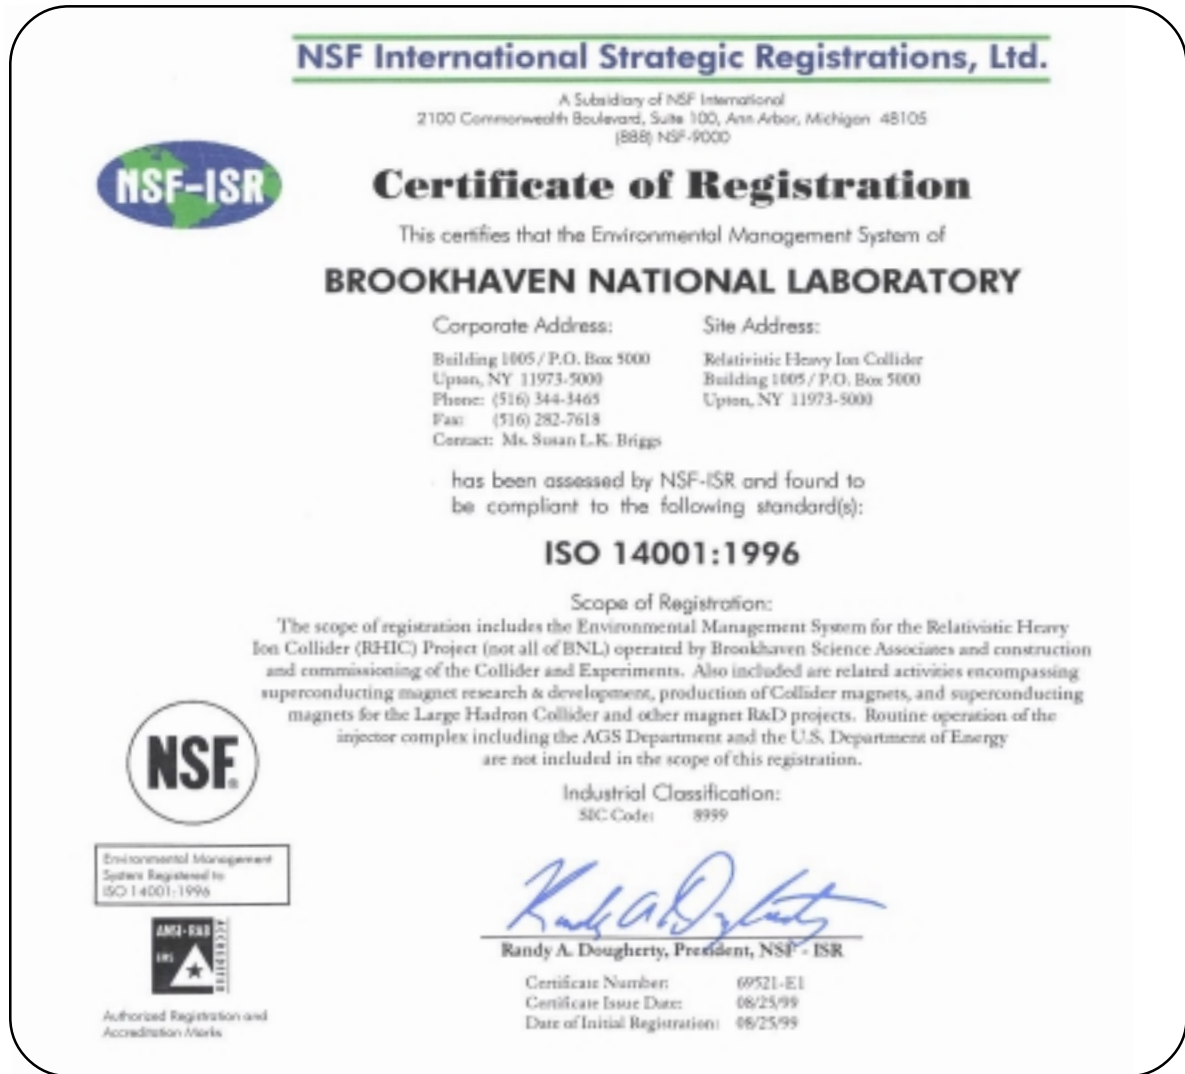 NSF International Strategic Registrations, Ltd.
A Subsidiary of NSF International
2100 Commonwealth Boulevard, Suite 100, Ann Arbor, Michigan 48105
(888) NSF-9000
NSF-ISR
Certificate of Registration
This certifies that the Environmental Management System of
BROOKHAVEN NATIONAL LABORATORY
Corporate Address:
Building 1005 / P.O. Box 5000
Upton, NY 11973-5000
Phone: (516) 344-3465
Fax: (516) 282-7618
Contact: Ms. Susan L.K. Briggs
Site Address:
Relativistic Heavy Ion Collider
Building 1005 / P.O. Box 5000
Upton, NY 11973-5000
has been assessed by NSF-ISR and found to
be compliant to the following standard(s):
ISO 14001:1996
Scope of Registration:
The scope of registration includes the Environmental Management System for the Relativistic Heavy
Ion Collider (RHIC) Project (not all of BNL) operated by Brookhaven Science Associates and construction
and commissioning of the Collider and Experiments. Also included are related activities encompassing
superconducting magnet research & development, production of Collider magnets, and superconducting
magnets for the Large Hadron Collider and other magnet R&D projects. Routine operation of the
injector complex including the AGS Department and the U.S. Department of Energy
are not included in the scope of this registration.
Industrial Classification:
SIC Code: 8999
NSF®
Environmental Management
System Registered to
ISO 14001:1996
ANSI-RAB
EMS
ACCREDITED
Authorized Registration and
Accreditation Marks
Randy A. Dougherty
Randy A. Dougherty, President, NSF - ISR
Certificate Number: 69521-E1
Certificate Issue Date: 08/25/99
Date of Initial Registration: 08/25/99